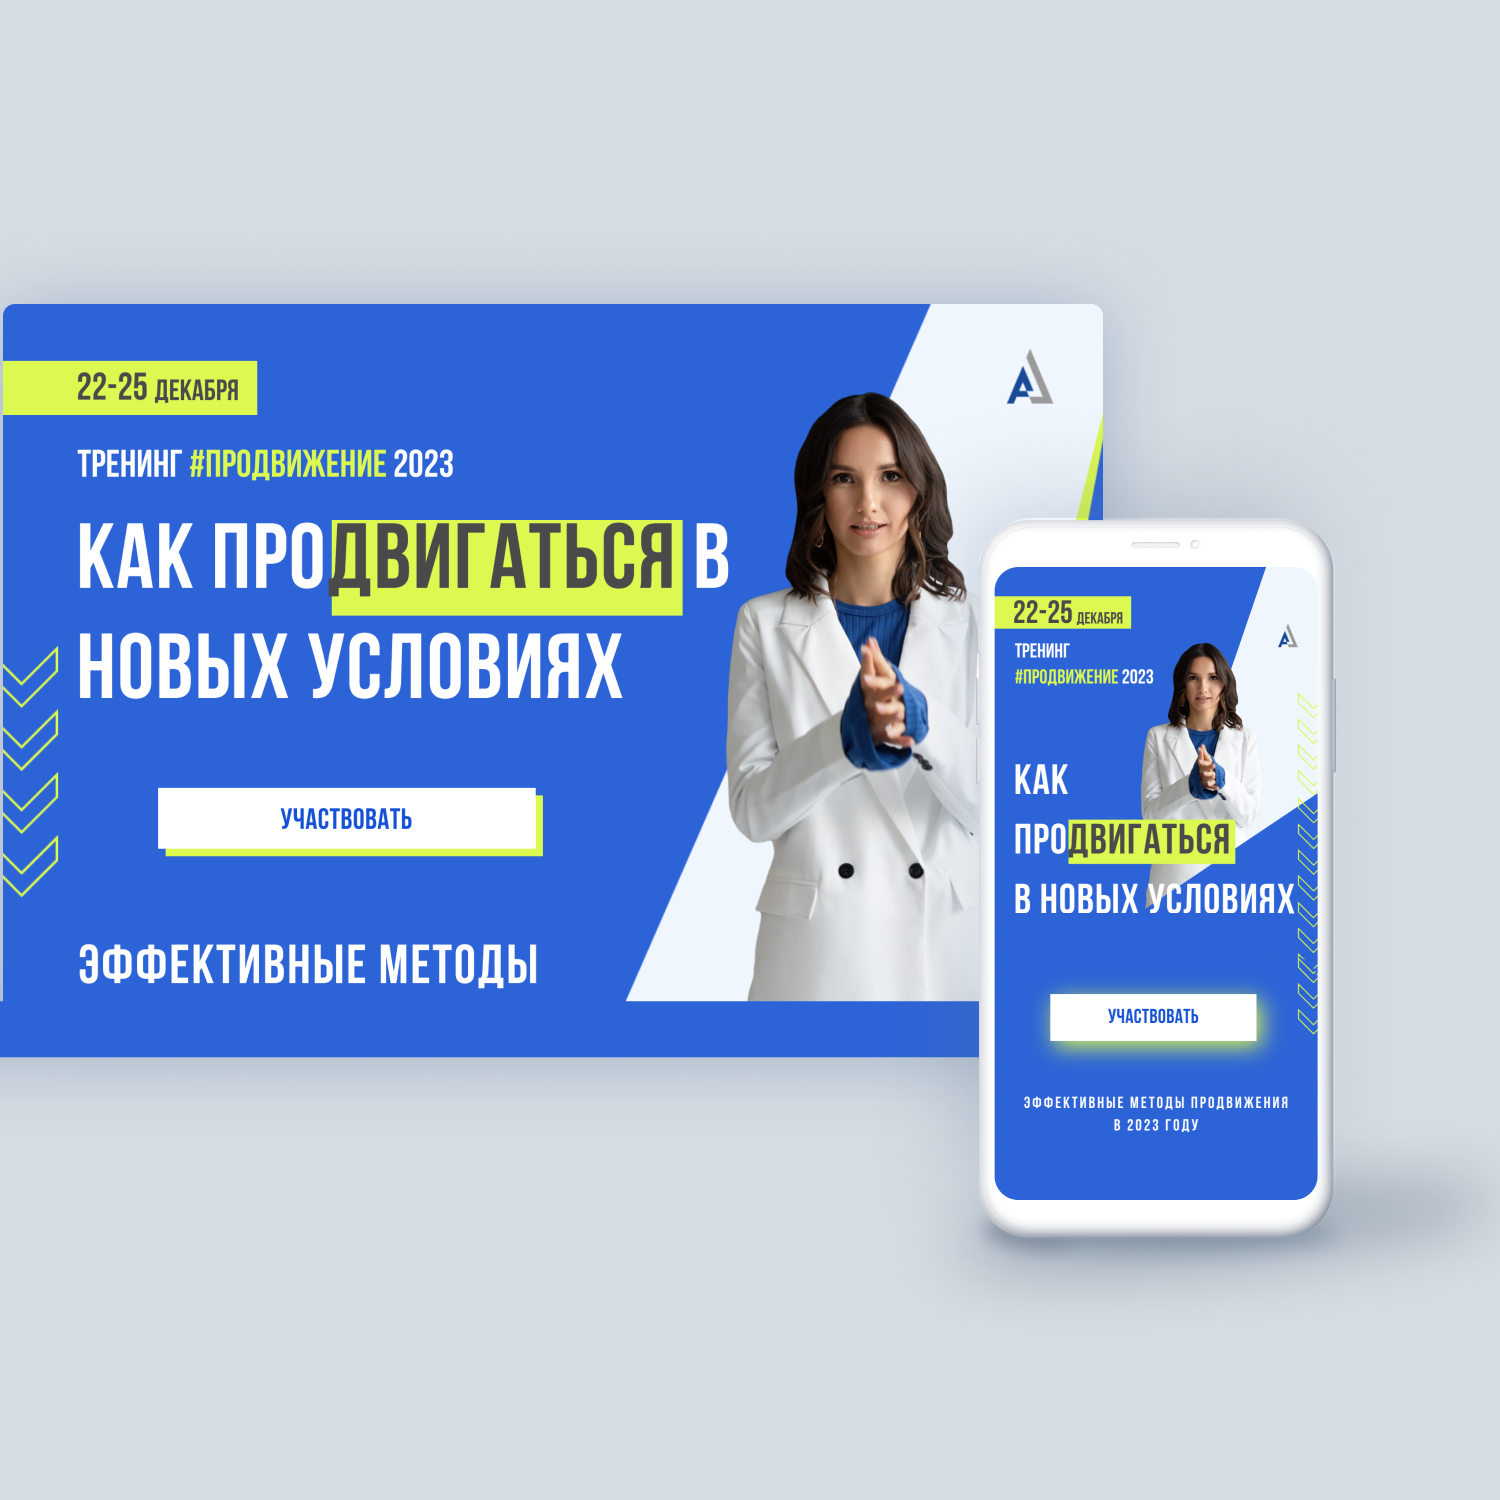 22-25 ДЕКАБРЯ
ТРЕНИНГ #ПРОДВИЖЕНИЕ 2023
КАК ПРОДВИГАТЬСЯ В
НОВЫХ УСЛОВИЯХ
УЧАСТВОВАТЬ
ЭФФЕКТИВНЫЕ МЕТОДЫ
22-25 ДЕКАБРЯ
ТРЕНИНГ
#ПРОДВИЖЕНИЕ 2023
КАК
ПРОДВИГАТЬСЯ
В НОВЫХ УСЛОВИЯХ
УЧАСТВОВАТЬ
ЭФФЕКТИВНЫЕ МЕТОДЫ ПРОДВИЖЕНИЯ
В 2023 ГОДУ